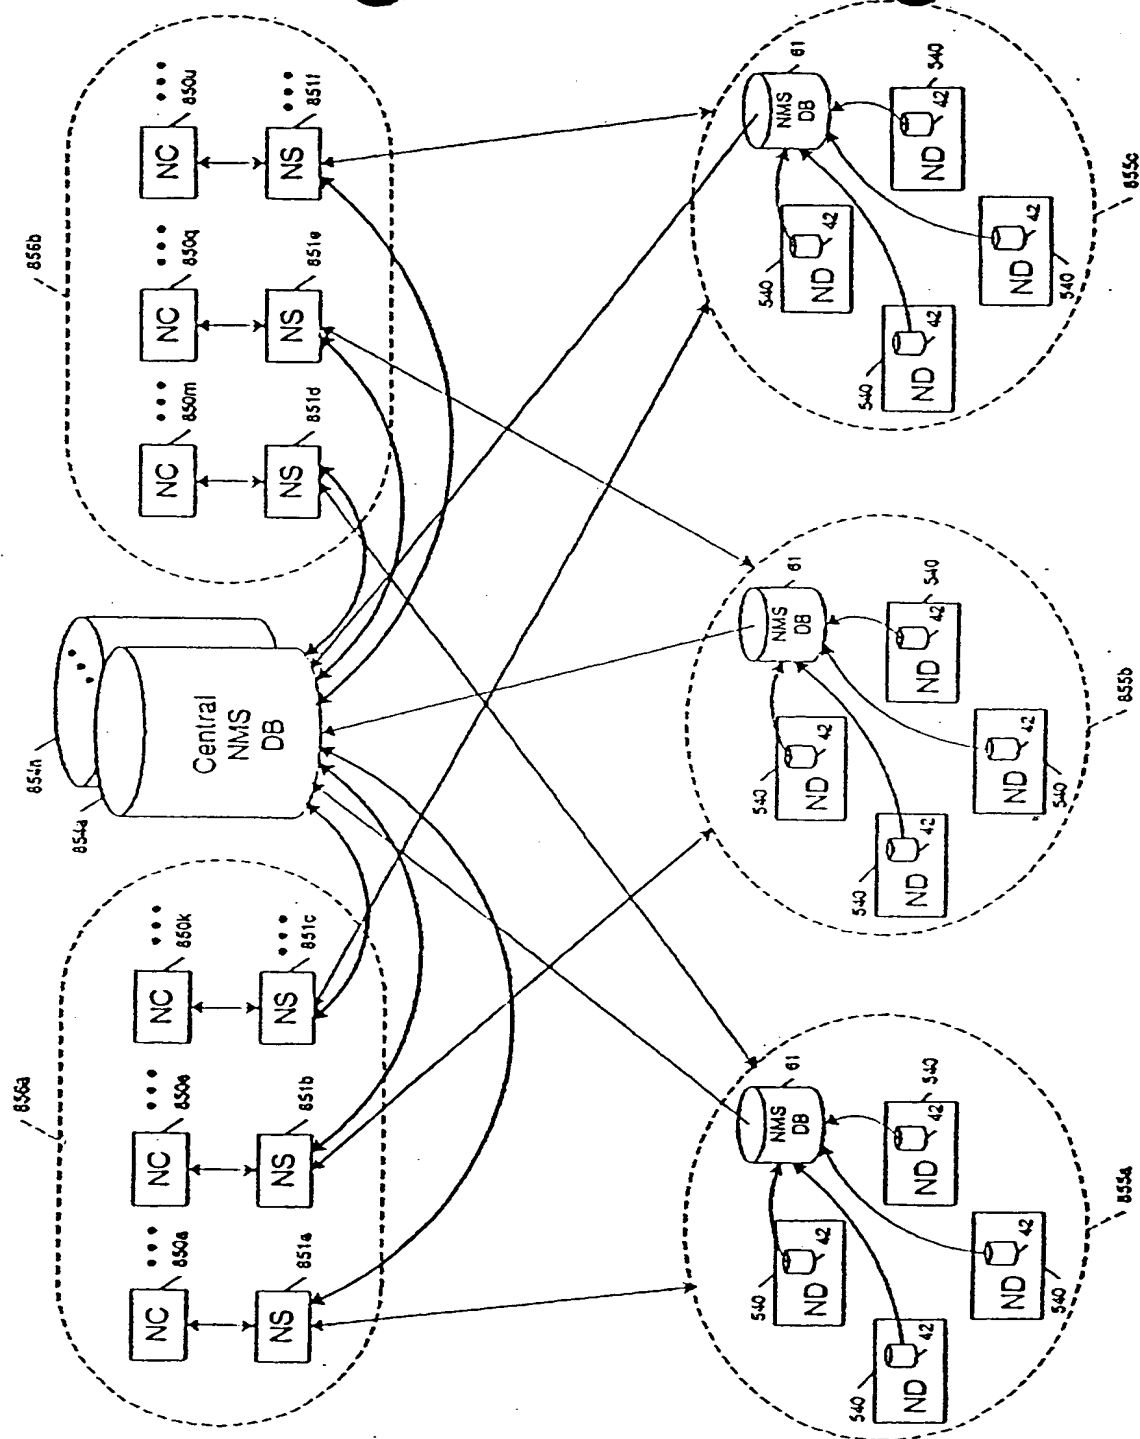 856a
NC
850a
NS
851a
NC
850e
NS
851b
NC
850k
NS
851c
854a
854n
Central
NMS
DB
856b
NC
850m
NS
851d
NC
850q
NS
851e
NC
850u
NS
851f
NMS
DB
61
540
ND
42
540
ND
42
540
ND
42
540
ND
42
855a
NMS
DB
61
540
ND
42
540
ND
42
540
ND
42
540
ND
42
855b
NMS
DB
61
540
ND
42
540
ND
42
540
ND
42
540
ND
42
855c